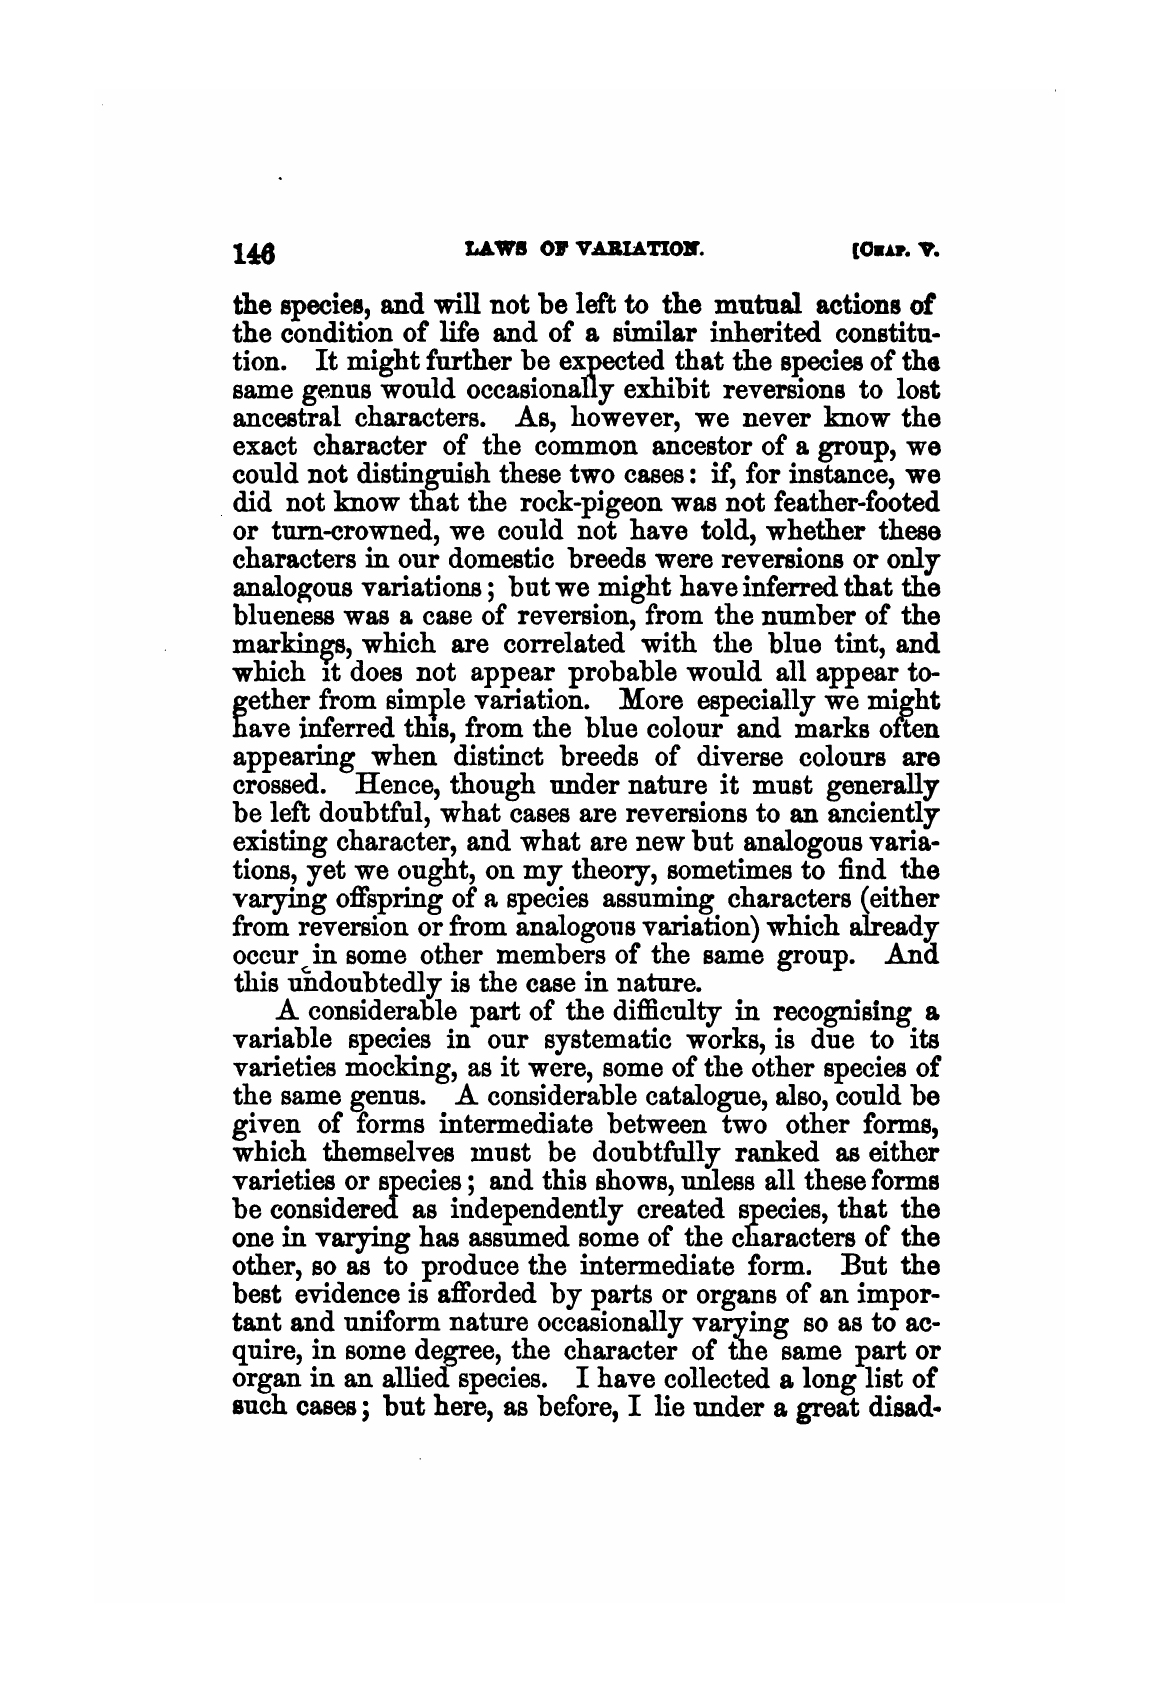 146 LAWS OF VARIATION. [CHAP. V.
the species, and will not be left to the mutual actions of
the condition of life and of a similar inherited constitu-
tion. It might further be expected that the species of the
same genus would occasionally exhibit reversions to lost
ancestral characters. As, however, we never know the
exact character of the common ancestor of a group, we
could not distinguish these two cases: if, for instance, we
did not know that the rock-pigeon was not feather-footed
or turn-crowned, we could not have told, whether these
characters in our domestic breeds were reversions or only
analogous variations; but we might have inferred that the
blueness was a case of reversion, from the number of the
markings, which are correlated with the blue tint, and
which it does not appear probable would all appear to-
gether from simple variation. More especially we might
have inferred this, from the blue colour and marks often
appearing when distinct breeds of diverse colours are
crossed. Hence, though under nature it must generally
be left doubtful, what cases are reversions to an anciently
existing character, and what are new but analogous varia-
tions, yet we ought, on my theory, sometimes to find the
varying offspring of a species assuming characters (either
from reversion or from analogous variation) which already
occur in some other members of the same group. And
this undoubtedly is the case in nature.
A considerable part of the difficulty in recognising a
variable species in our systematic works, is due to its
varieties mocking, as it were, some of the other species of
the same genus. A considerable catalogue, also, could be
given of forms intermediate between two other forms,
which themselves must be doubtfully ranked as either
varieties or species; and this shows, unless all these forms
be considered as independently created species, that the
one in varying has assumed some of the characters of the
other, so as to produce the intermediate form. But the
best evidence is afforded by parts or organs of an impor-
tant and uniform nature occasionally varying so as to ac-
quire, in some degree, the character of the same part or
organ in an allied species. I have collected a long list of
such cases; but here, as before, I lie under a great disad-